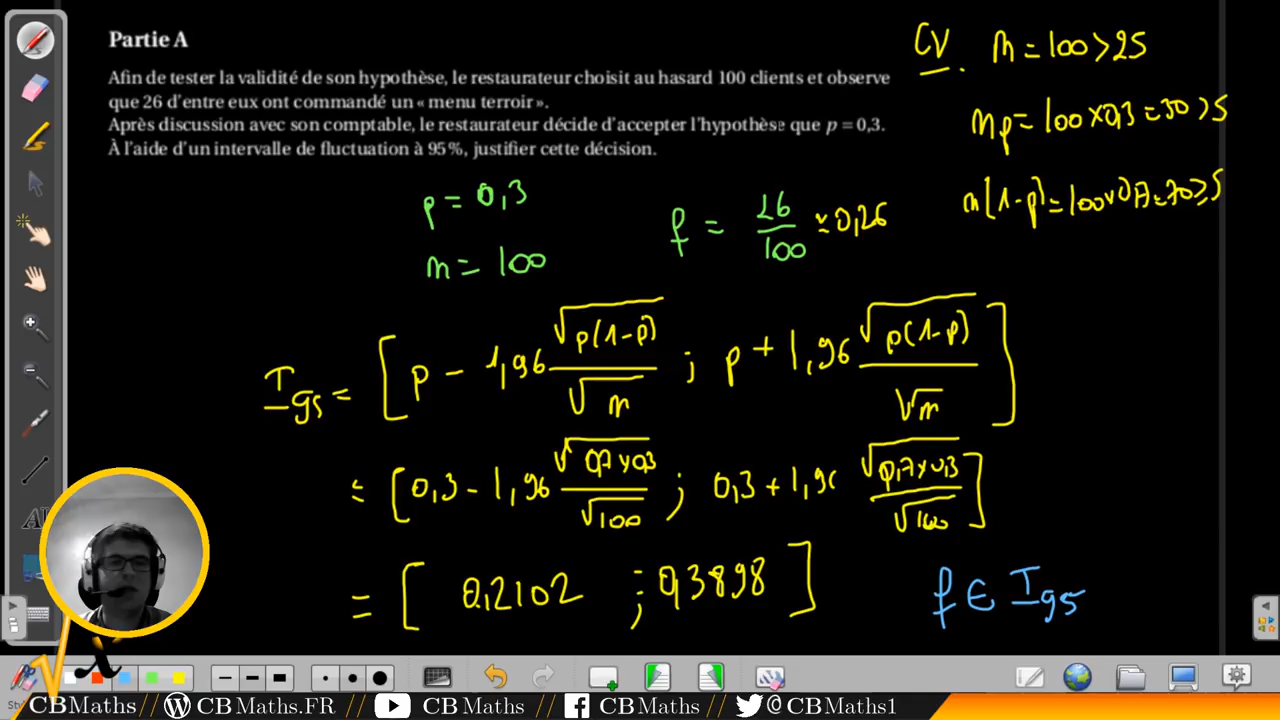 Partie A
Afin de tester la validité de son hypothèse, le restaurateur choisit au hasard 100 clients et observe
que 26 d'entre eux ont commandé un « menu terroir ».
Après discussion avec son comptable, le restaurateur décide d'accepter l'hypothèse que p = 0,3.
À l'aide d'un intervalle de fluctuation à 95%, justifier cette décision.
CV. n = 100 > 25
np = 100 × 0,3 = 30 > 5
n(1-p) = 100 × 0,7 = 70 ≥ 5
p = 0,3
n = 100
f = 26/100 ≃ 0,26
I95 = [p - 1,96 √p(1-p)/√n ; p + 1,96 √p(1-p)/√n]
= [0,3 - 1,96 √0,7×0,3/√100 ; 0,3 + 1,96 √0,7×0,3/√100]
= [0,2102 ; 0,3898]
f ∈ I95
CBMaths
CBMaths.FR
CBMaths
CBMaths
@CBMaths1